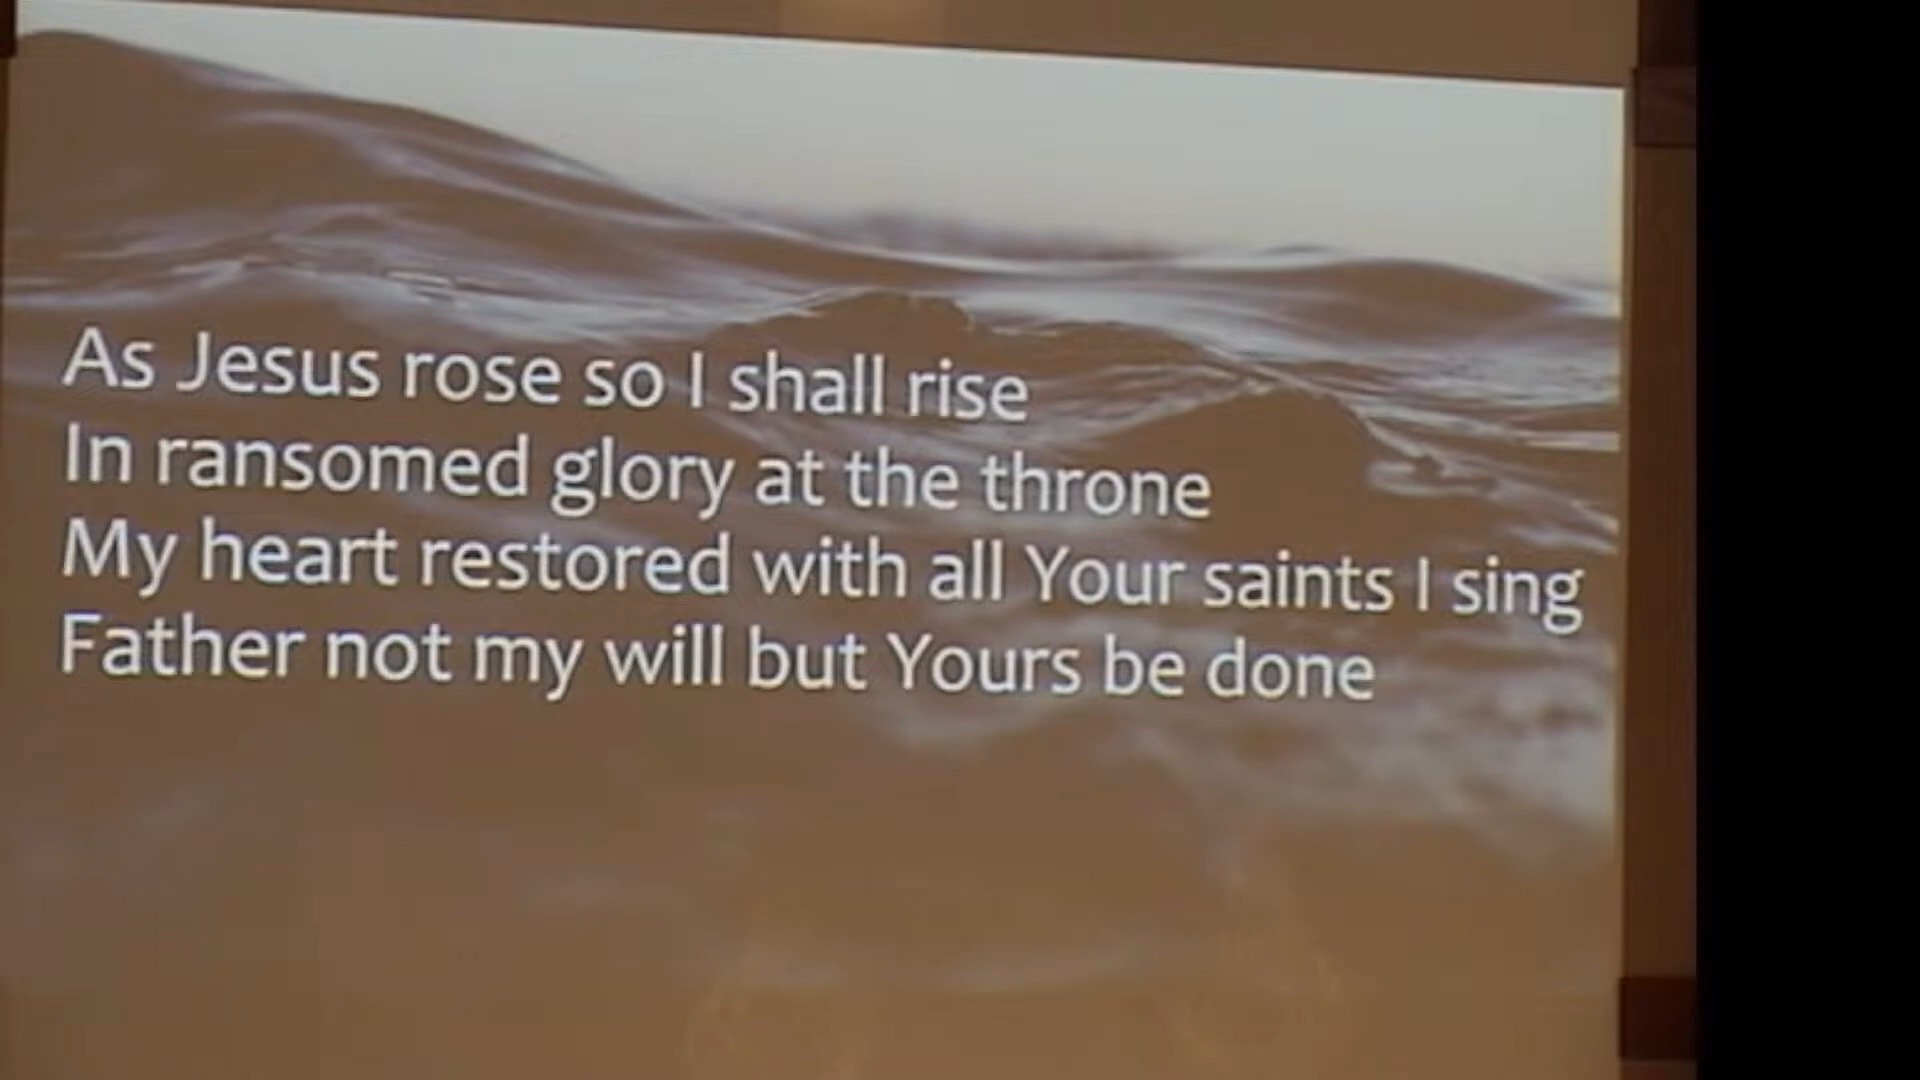 As Jesus rose so I shall rise
In ransomed glory at the throne
My heart restored with all Your saints I sing
Father not my will but Yours be done